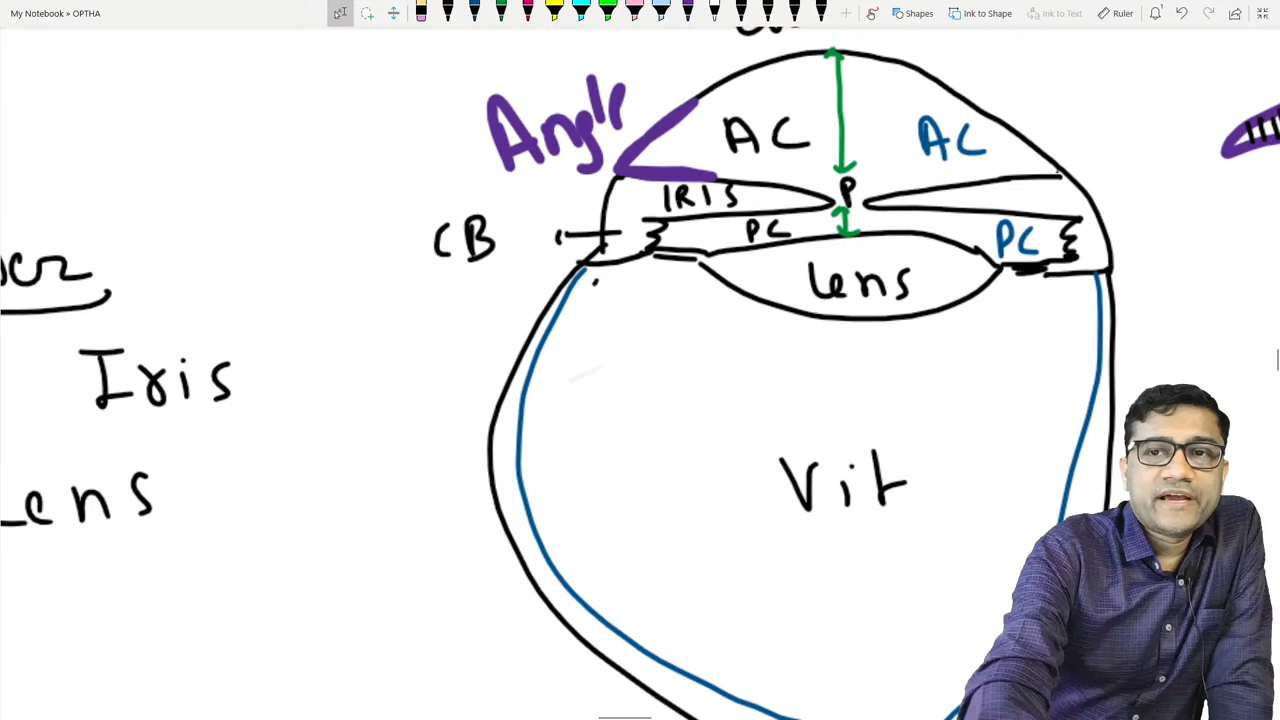 My Notebook » OPTHA
Shapes
Ink to Shape
Ink to Text
Ruler
Angle
AC
AC
IRIS
P
CB
PC
PC
Lens
Iris
Lens
Vit